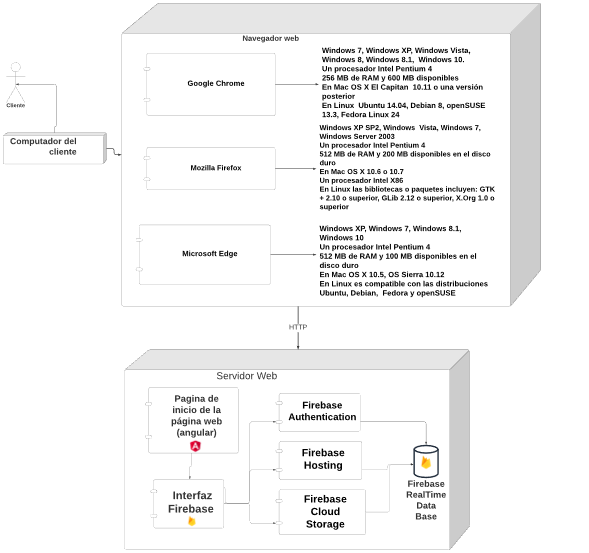 Navegador web
Cliente
Computador del
cliente
Google Chrome
Windows 7, Windows XP, Windows Vista,
Windows 8, Windows 8.1, Windows 10.
Un procesador Intel Pentium 4
256 MB de RAM y 600 MB disponibles
En Mac OS X El Capitan 10.11 o una versión
posterior
En Linux Ubuntu 14.04, Debian 8, openSUSE
13.3, Fedora Linux 24
Mozilla Firefox
Windows XP SP2, Windows Vista, Windows 7,
Windows Server 2003
Un procesador Intel Pentium 4
512 MB de RAM y 200 MB disponibles en el disco
duro
En Mac OS X 10.6 o 10.7
Un procesador Intel X86
En Linux las bibliotecas o paquetes incluyen: GTK
+ 2.10 o superior, GLib 2.12 o superior, X.Org 1.0 o
superior
Microsoft Edge
Windows XP, Windows 7, Windows 8.1,
Windows 10
Un procesador Intel Pentium 4
512 MB de RAM y 100 MB disponibles en el
disco duro
En Mac OS X 10.5, OS Sierra 10.12
En Linux es compatible con las distribuciones
Ubuntu, Debian, Fedora y openSUSE
HTTP
Servidor Web
Pagina de
inicio de la
página web
(angular)
Interfaz
Firebase
Firebase
Authentication
Firebase
Hosting
Firebase
Cloud
Storage
Firebase
RealTime
Data
Base